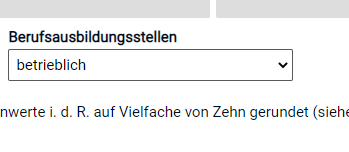 Berufsausbildungsstellen
betrieblich
nwerte i. d. R. auf Vielfache von Zehn gerundet (siehe